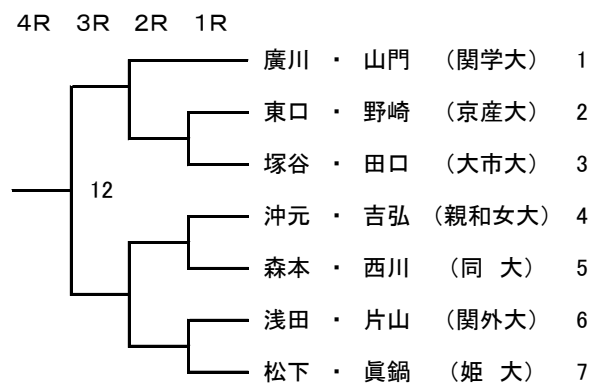 4R 3R 2R 1R
廣川 ・ 山門 （関学大） 1
東口 ・ 野崎 （京産大） 2
塚谷 ・ 田口 （大市大） 3
12
沖元 ・ 吉弘 （親和女大） 4
森本 ・ 西川 （同 大） 5
浅田 ・ 片山 （関外大） 6
松下 ・ 眞鍋 （姫 大） 7